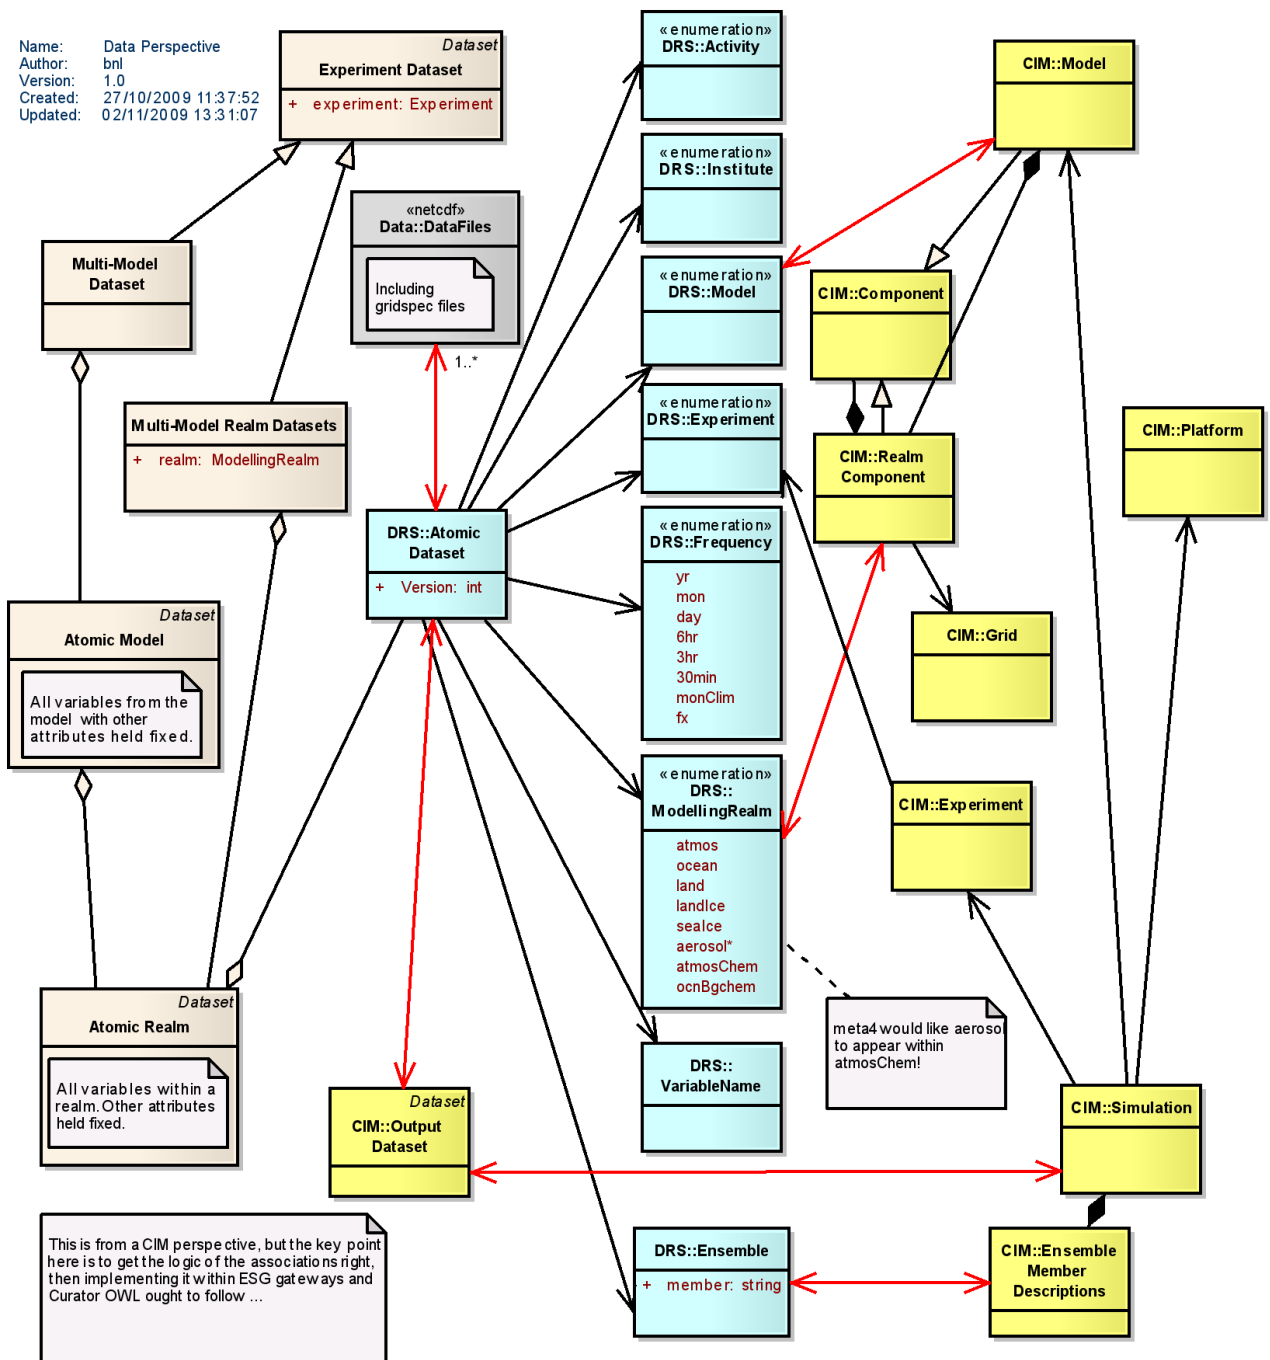 Name: Data Perspective
Author: bnl
Version: 1.0
Created: 27/10/2009 11:37:52
Updated: 02/11/2009 13:31:07
Dataset
Experiment Dataset
+ experiment: Experiment
«enumeration»
DRS::Activity
CIM::Model
«enumeration»
DRS::Institute
«netcdf»
Data::DataFiles
Including
gridspec files
1..*
Multi-Model
Dataset
«enumeration»
DRS::Model
CIM::Component
Multi-Model Realm Datasets
+ realm: ModellingRealm
«enumeration»
DRS::Experiment
CIM::Realm
Component
CIM::Platform
DRS::Atomic
Dataset
+ Version: int
«enumeration»
DRS::Frequency
yr
mon
day
6hr
3hr
30min
monClim
fx
CIM::Grid
Dataset
Atomic Model
All variables from the
model with other
attributes held fixed.
«enumeration»
DRS::
ModellingRealm
atmos
ocean
land
landIce
seaIce
aerosol*
atmosChem
ocnBgchem
CIM::Experiment
meta4 would like aerosol
to appear within
atmosChem!
Dataset
Atomic Realm
All variables within a
realm. Other attributes
held fixed.
DRS::
VariableName
Dataset
CIM::Output
Dataset
CIM::Simulation
This is from a CIM perspective, but the key point
here is to get the logic of the associations right,
then implementing it within ESG gateways and
Curator OWL ought to follow ...
DRS::Ensemble
+ member: string
CIM::Ensemble
Member
Descriptions